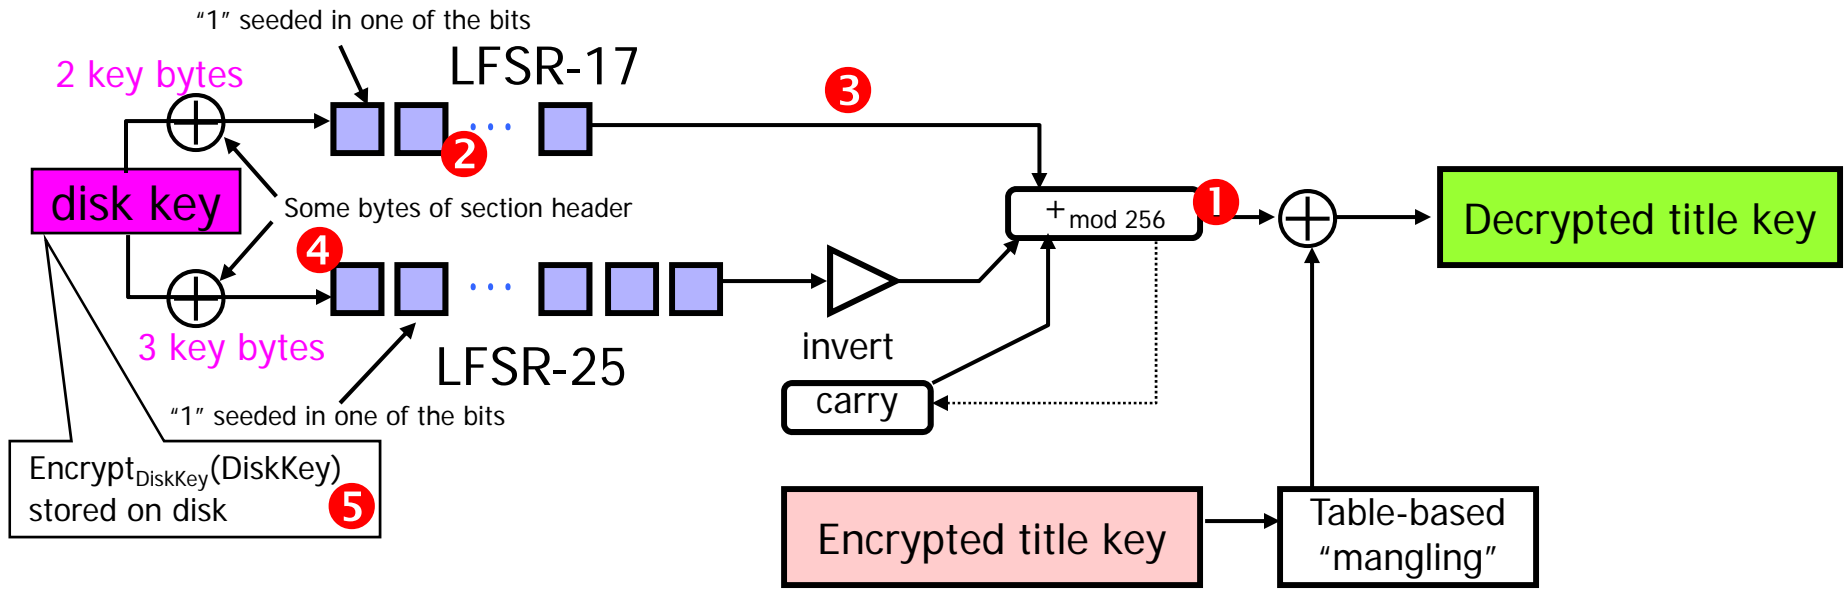 “1” seeded in one of the bits
LFSR-17
2 key bytes
3
2
disk key
Some bytes of section header
1
+mod 256
Decrypted title key
4
3 key bytes
LFSR-25
invert
carry
“1” seeded in one of the bits
EncryptDiskKey(DiskKey)
stored on disk
5
Encrypted title key
Table-based
“mangling”